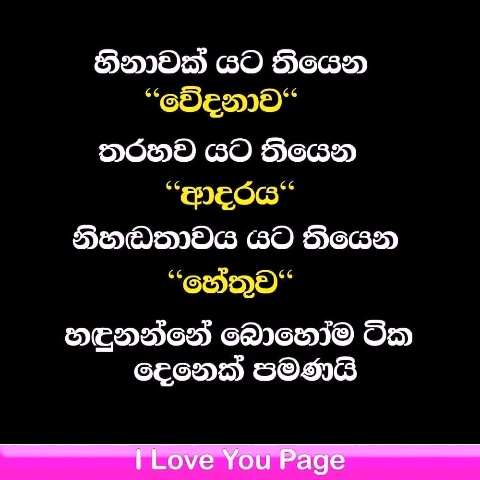 හිනාවක් යට තියෙන
“වේදනාව“
තරහව යට තියෙන
“ආදරය“
නිහඬතාවය යට තියෙන
“හේතුව“
හඳුනන්නේ බොහෝම ටික
දෙනෙක් පමණයි
I Love You Page